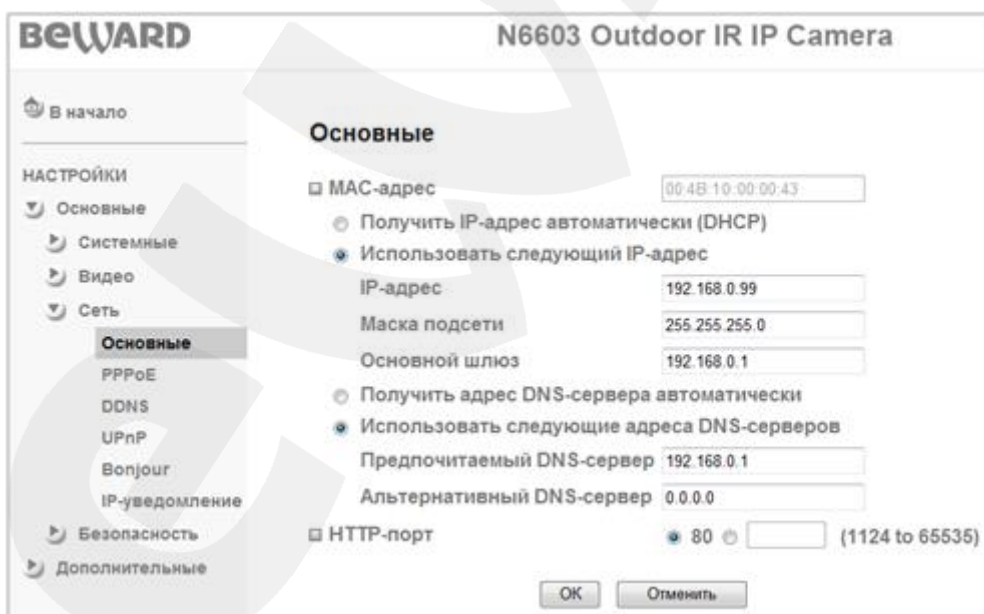 BEWARD
N6603 Outdoor IR IP Camera
В начало
НАСТРОЙКИ
Основные
Системные
Видео
Сеть
Основные
PPPoE
DDNS
UPnP
Bonjour
IP-уведомление
Безопасность
Дополнительные
Основные
MAC-адрес 00:4B:10:00:00:43
Получить IP-адрес автоматически (DHCP)
Использовать следующий IP-адрес
IP-адрес 192.168.0.99
Маска подсети 255.255.255.0
Основной шлюз 192.168.0.1
Получить адрес DNS-сервера автоматически
Использовать следующие адреса DNS-серверов
Предпочитаемый DNS-сервер 192.168.0.1
Альтернативный DNS-сервер 0.0.0.0
HTTP-порт 80 (1124 to 65535)
OK Отменить